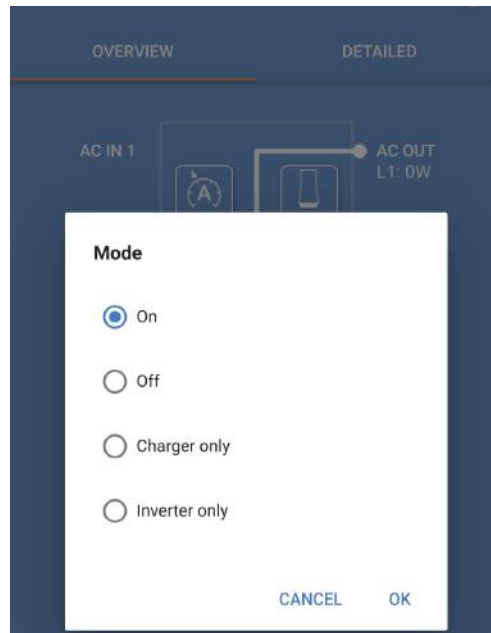 OVERVIEW
DETAILED
AC IN 1
AC OUT
L1: 0W
A
Mode
On
Off
Charger only
Inverter only
CANCEL
OK